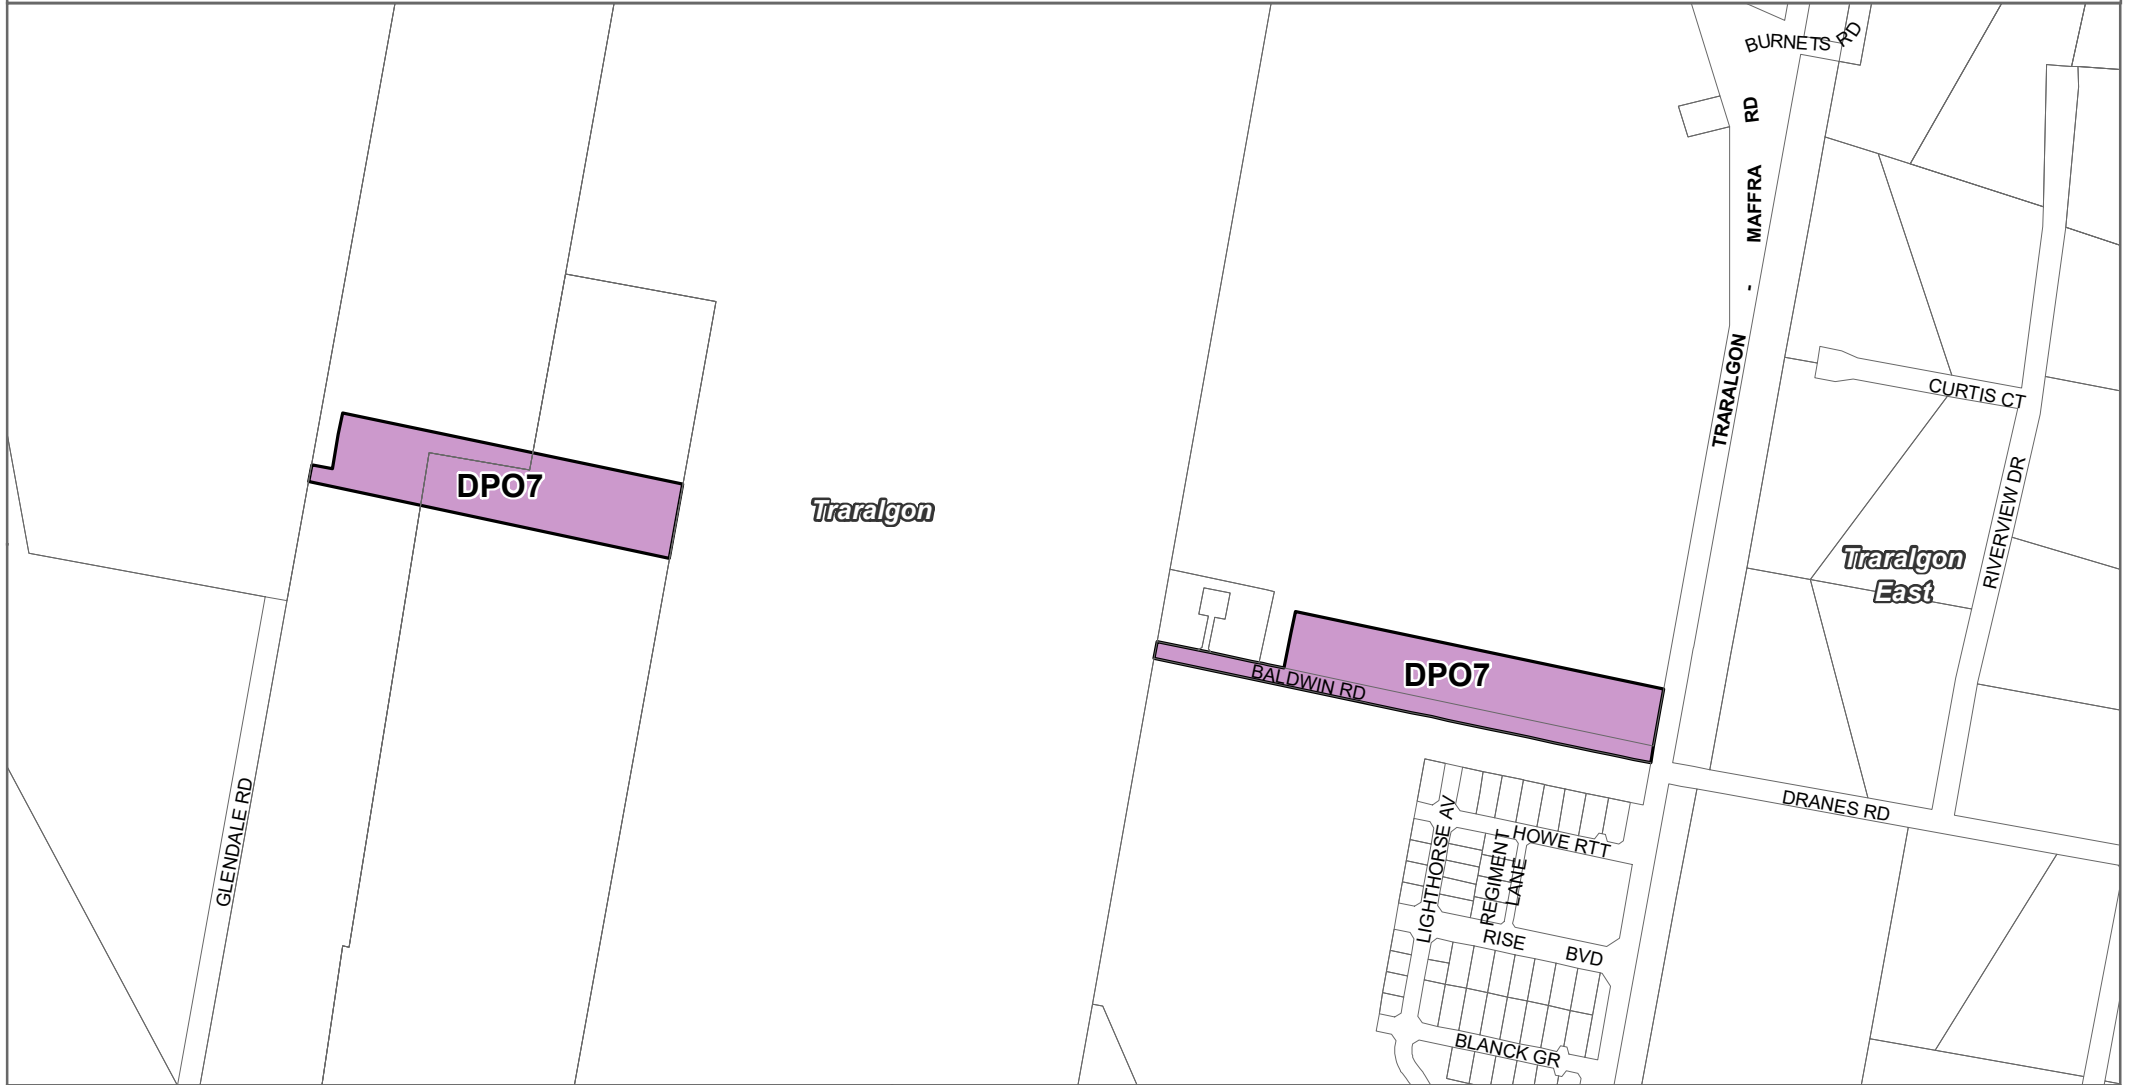 BURNETS RD
TRARALGON - MAFFRA RD
CURTIS CT
RIVERVIEW DR
DPO7
Traralgon
Traralgon
East
DPO7
BALDWIN RD
DRANES RD
GLENDALE RD
LIGHTHORSE AV
HOWE RTT
REGIMENT
LANE
RISE BVD
BLANCK GR